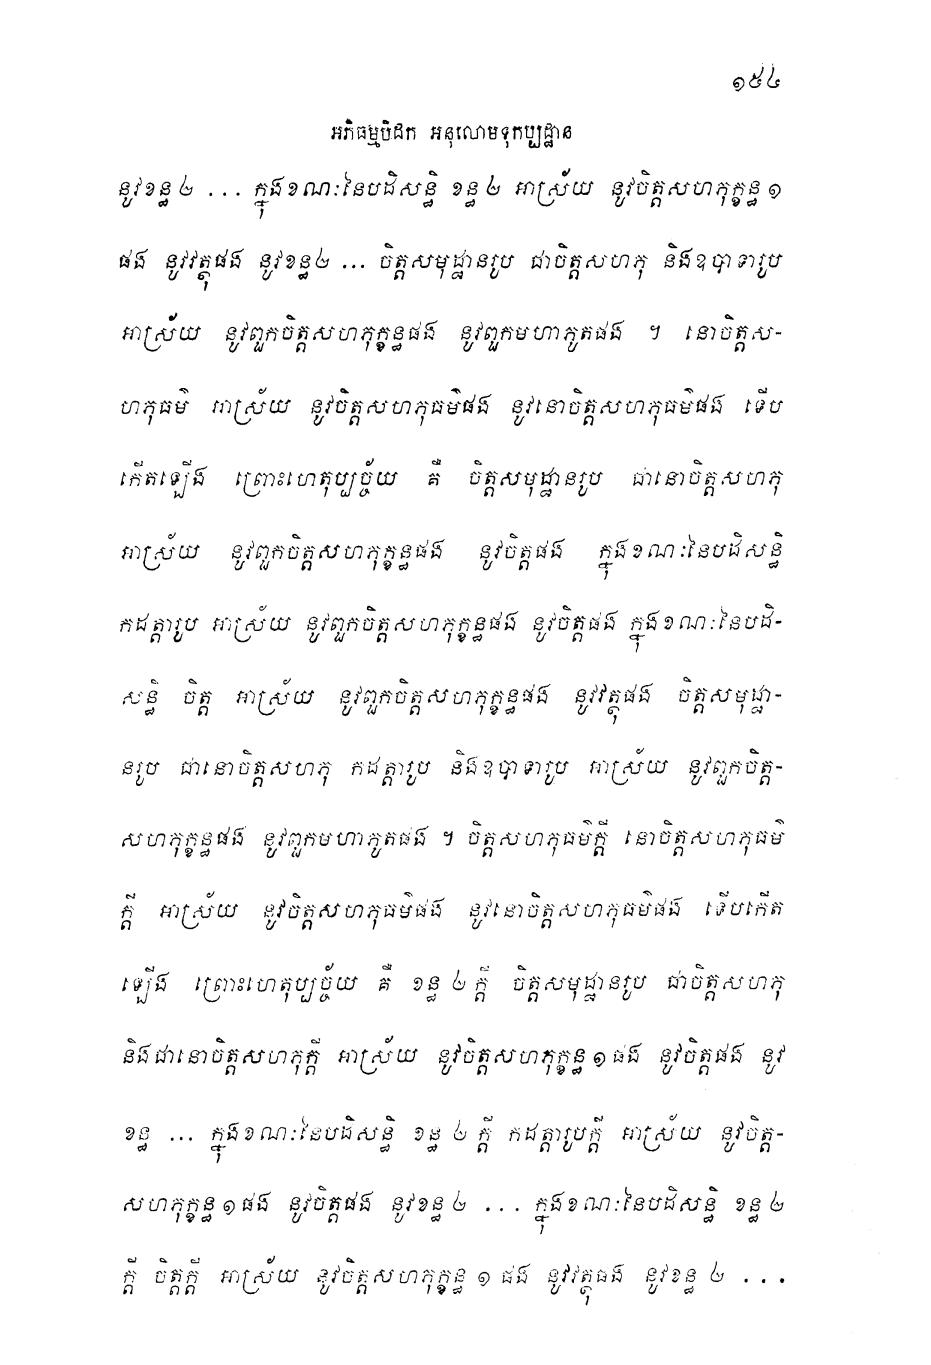 ១៥៤
អភិធម្មបិដក អនុលោមទុកប្បដ្ឋាន
នូវខន្ធ២ ... ក្នុងខណៈនៃបដិសន្ធិ ខន្ធ២ អាស្រ័យ នូវចិត្តសហភុក្ខន្ធ១
ផង នូវវត្ថុផង នូវខន្ធ២ ... ចិត្តសមុដ្ឋានរូប ជាចិត្តសហភុ និងឧបាទារូប
អាស្រ័យ នូវពួកចិត្តសហភុក្ខន្ធផង នូវពួកមហាភូតផង ។ នោចិត្តស-
ហភុធម៌ អាស្រ័យ នូវចិត្តសហភុធម៌ផង នូវនោចិត្តសហភុធម៌ផង ទើប
កើតឡើង ព្រោះហេតុប្បច្ច័យ គឺ ចិត្តសមុដ្ឋានរូប ជានោចិត្តសហភុ
អាស្រ័យ នូវពួកចិត្តសហភុក្ខន្ធផង នូវចិត្តផង ក្នុងខណៈនៃបដិសន្ធិ
កដត្តារូប អាស្រ័យ នូវពួកចិត្តសហភុក្ខន្ធផង នូវចិត្តផង ក្នុងខណៈនៃបដិ-
សន្ធិ ចិត្ត អាស្រ័យ នូវពួកចិត្តសហភុក្ខន្ធផង នូវវត្ថុផង ចិត្តសមុដ្ឋា-
នរូប ជានោចិត្តសហភុ កដត្តារូប និងឧបាទារូប អាស្រ័យ នូវពួកចិត្ត-
សហភុក្ខន្ធផង នូវពួកមហាភូតផង ។ ចិត្តសហភុធម៌ក្តី នោចិត្តសហភុធម៌
ក្តី អាស្រ័យ នូវចិត្តសហភុធម៌ផង នូវនោចិត្តសហភុធម៌ផង ទើបកើត
ឡើង ព្រោះហេតុប្បច្ច័យ គឺ ខន្ធ ២ ក្តី ចិត្តសមុដ្ឋានរូប ជាចិត្តសហភុ
និងជានោចិត្តសហភុក្តី អាស្រ័យ នូវចិត្តសហភុក្ខន្ធ១ផង នូវចិត្តផង នូវ
ខន្ធ ... ក្នុងខណៈនៃបដិសន្ធិ ខន្ធ ២ ក្តី កដត្តារូបក្តី អាស្រ័យ នូវចិត្ត-
សហភុក្ខន្ធ១ផង នូវចិត្តផង នូវខន្ធ២ ... ក្នុងខណៈនៃបដិសន្ធិ ខន្ធ២
ក្តី ចិត្តក្តី អាស្រ័យ នូវចិត្តសហភុក្ខន្ធ ១ ផង នូវវត្ថុផង នូវខន្ធ ២ ...